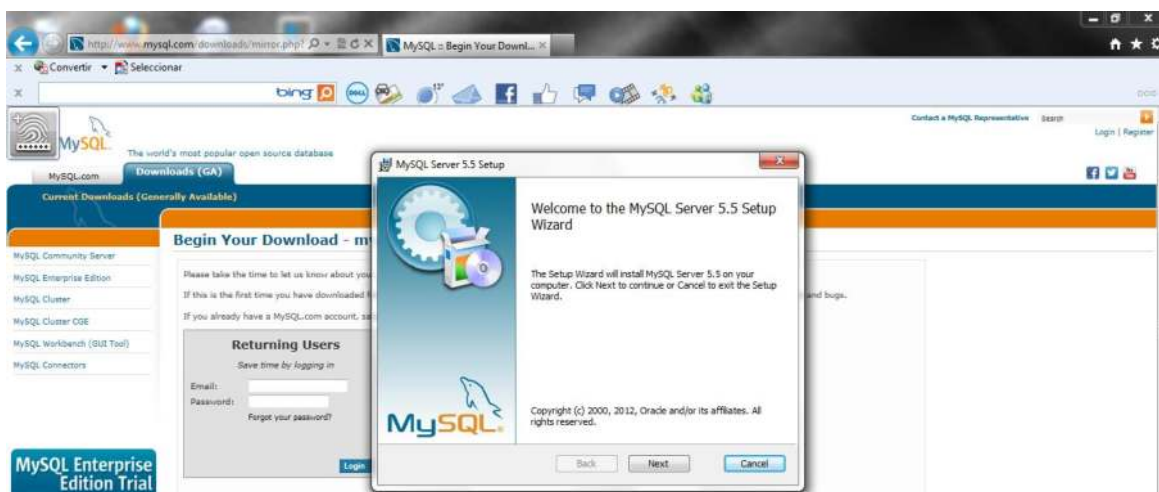 http://www.mysql.com/downloads/mirror.php?
MySQL :: Begin Your Downl...
Convertir
Seleccionar
bing
DELL
13°
Contact a MySQL Representative
Search
Login | Register
MySQL
The world's most popular open source database
MySQL.com
Downloads (GA)
Current Downloads (Generally Available)
Begin Your Download - m
MySQL Community Server
MySQL Enterprise Edition
MySQL Cluster
MySQL Cluster CGE
MySQL Workbench (GUI Tool)
MySQL Connectors
Please take the time to let us know about you
If this is the first time you have downloaded
and bugs.
If you already have a MySQL.com account,
Returning Users
Save time by logging in
Email:
Password:
Forgot your password?
Login
MySQL Enterprise
Edition Trial
MySQL Server 5.5 Setup
Welcome to the MySQL Server 5.5 Setup
Wizard
The Setup Wizard will install MySQL Server 5.5 on your
computer. Click Next to continue or Cancel to exit the Setup
Wizard.
MySQL.
Copyright (c) 2000, 2012, Oracle and/or its affiliates. All
rights reserved.
Back
Next
Cancel